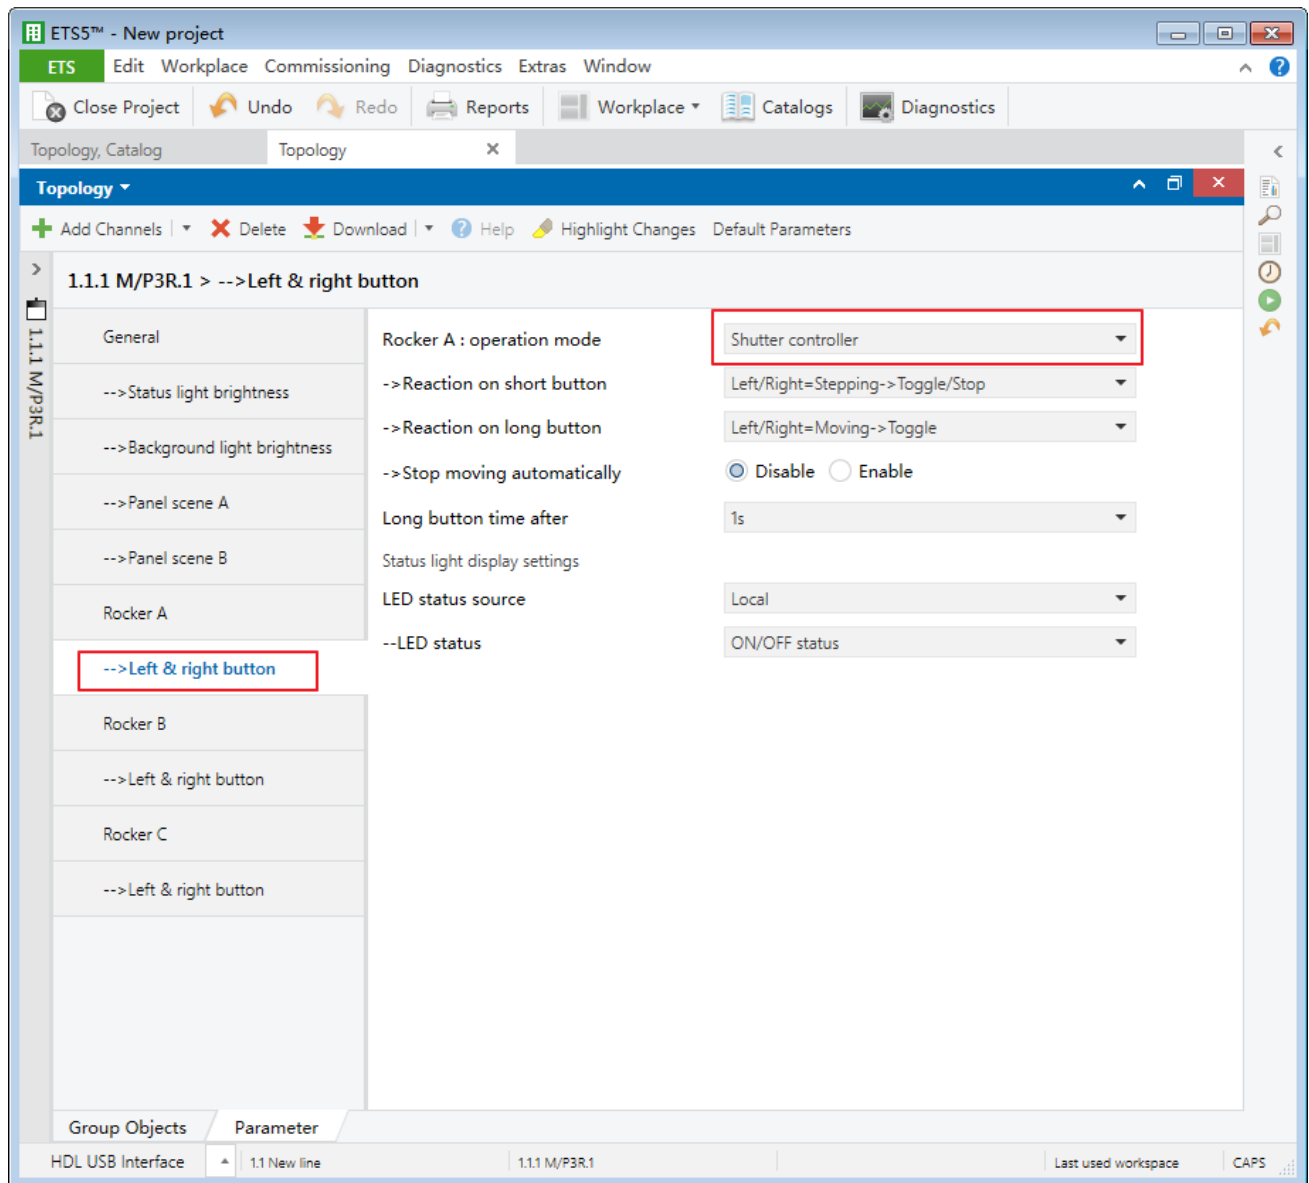 ETS5™ - New project
ETS Edit Workplace Commissioning Diagnostics Extras Window
Close Project Undo Redo Reports Workplace Catalogs Diagnostics
Topology, Catalog Topology
Topology
Add Channels Delete Download Help Highlight Changes Default Parameters
1.1.1 M/P3R.1 > -->Left & right button
1.1.1 M/P3R.1
General
-->Status light brightness
-->Background light brightness
-->Panel scene A
-->Panel scene B
Rocker A
-->Left & right button
Rocker B
-->Left & right button
Rocker C
-->Left & right button
Rocker A : operation mode Shutter controller
->Reaction on short button Left/Right=Stepping->Toggle/Stop
->Reaction on long button Left/Right=Moving->Toggle
->Stop moving automatically Disable Enable
Long button time after 1s
Status light display settings
LED status source Local
--LED status ON/OFF status
Group Objects Parameter
HDL USB Interface 1.1 New line 1.1.1 M/P3R.1 Last used workspace CAPS